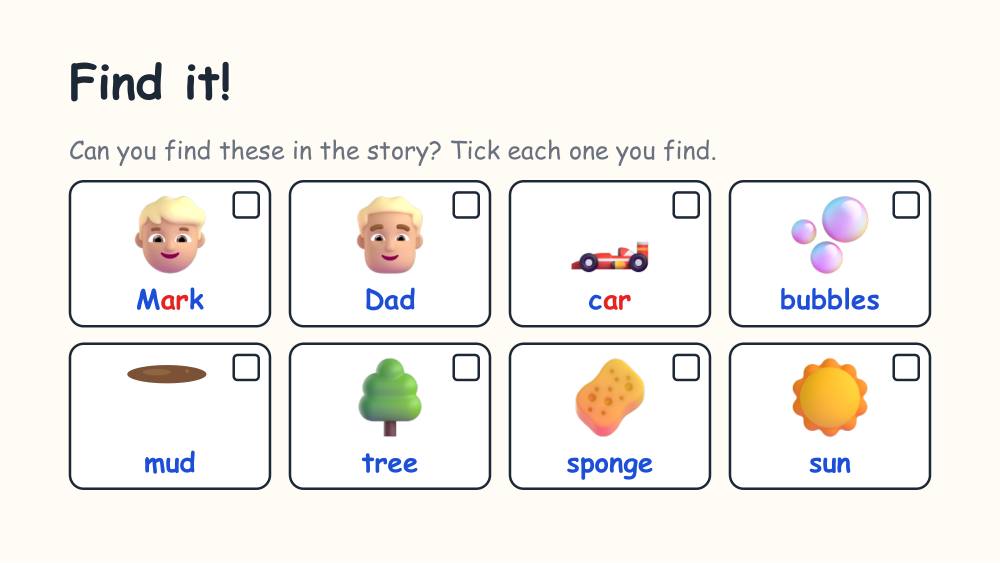 Find it!
Can you find these in the story? Tick each one you find.
Mark
Dad
car
bubbles
mud
tree
sponge
sun